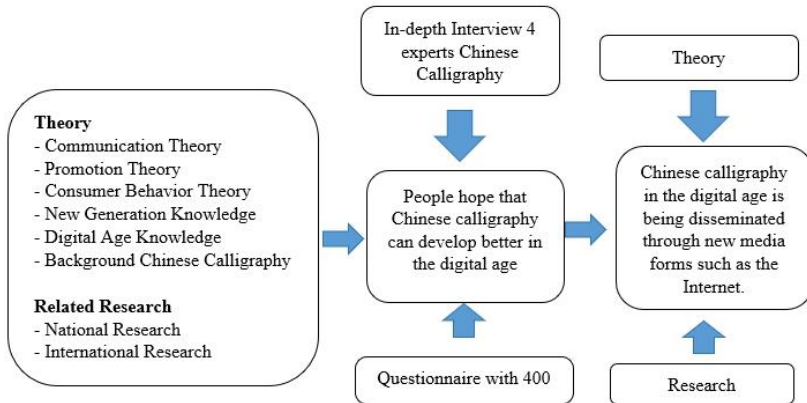 Theory
- Communication Theory
- Promotion Theory
- Consumer Behavior Theory
- New Generation Knowledge
- Digital Age Knowledge
- Background Chinese Calligraphy
Related Research
- National Research
- International Research
In-depth Interview 4
experts Chinese
Calligraphy
People hope that
Chinese calligraphy
can develop better in
the digital age
Questionnaire with 400
Theory
Chinese calligraphy
in the digital age is
being disseminated
through new media
forms such as the
Internet.
Research